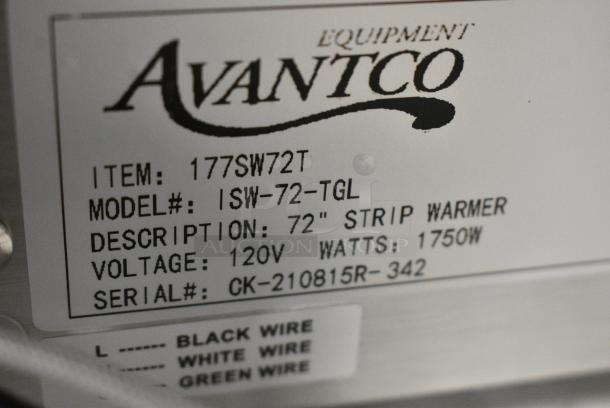 EQUIPMENT
AVANTCO
ITEM: 177SW72T
MODEL#: ISW-72-TGL
DESCRIPTION: 72" STRIP WARMER
VOLTAGE: 120V WATTS: 1750W
SERIAL#: CK-210815R-342
L ------ BLACK WIRE
------ WHITE WIRE
------ GREEN WIRE